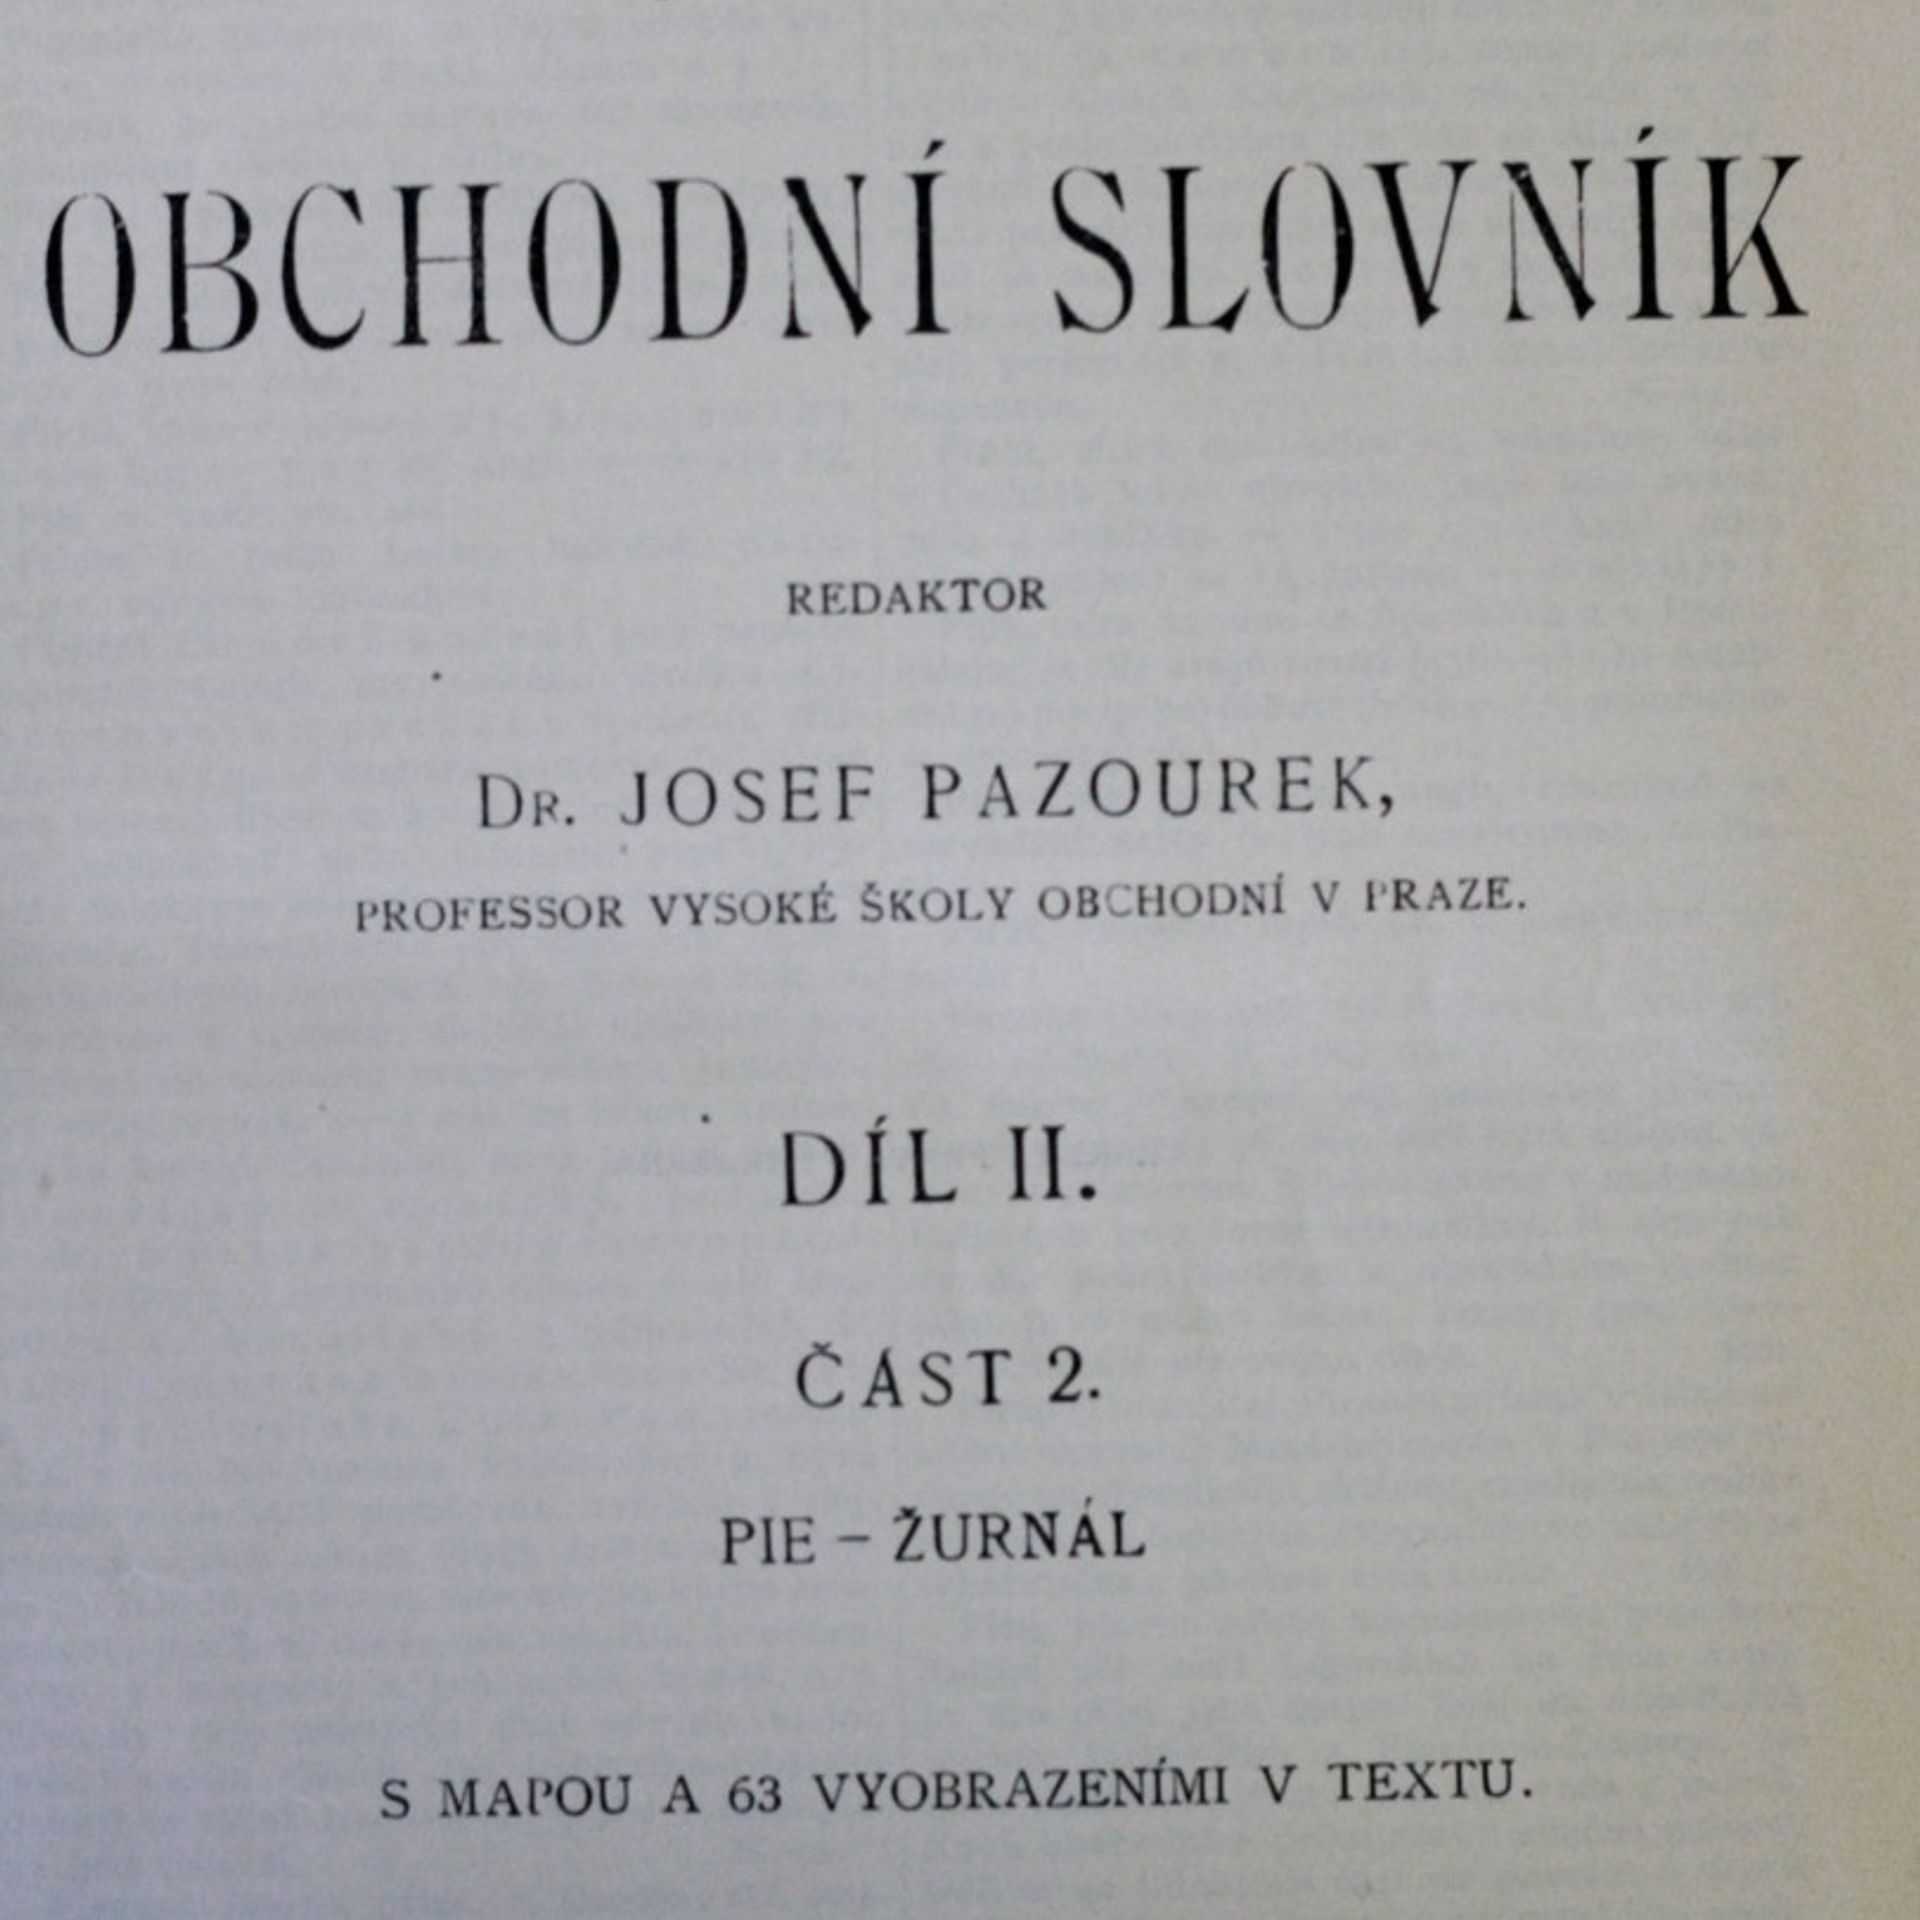 OBCHODNÍ SLOVNÍK
REDAKTOR
DR. JOSEF PAZOUREK,
PROFESSOR VYSOKÉ ŠKOLY OBCHODNÍ V PRAZE.
DÍL II.
ČAST 2.
PIE – ŽURNÁL
S MAPOU A 63 VYOBRAZENÍMI V TEXTU.